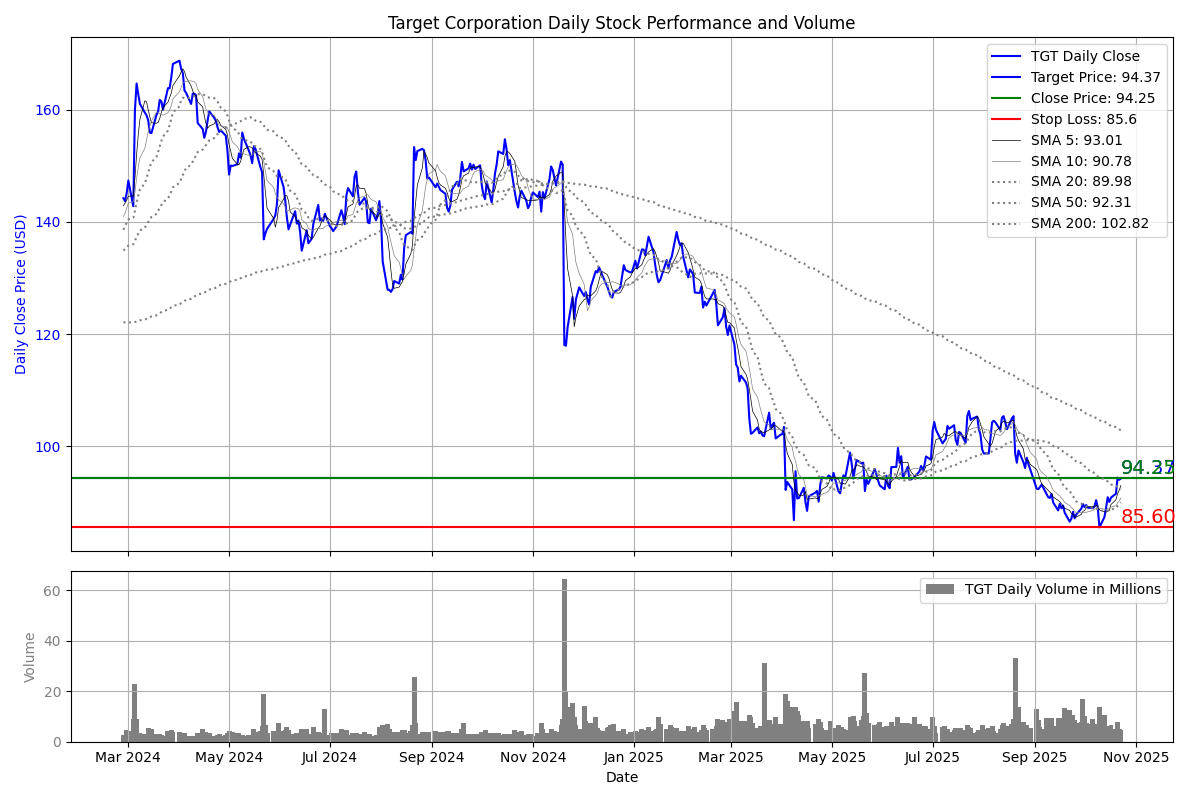 Target Corporation Daily Stock Performance and Volume
Daily Close Price (USD)
160
140
120
100
TGT Daily Close
Target Price: 94.37
Close Price: 94.25
Stop Loss: 85.6
SMA 5: 93.01
SMA 10: 90.78
SMA 20: 89.98
SMA 50: 92.31
SMA 200: 102.82
85.60
Volume
60
40
20
0
TGT Daily Volume in Millions
Mar 2024 May 2024 Jul 2024 Sep 2024 Nov 2024 Jan 2025 Mar 2025 May 2025 Jul 2025 Sep 2025 Nov 2025
Date